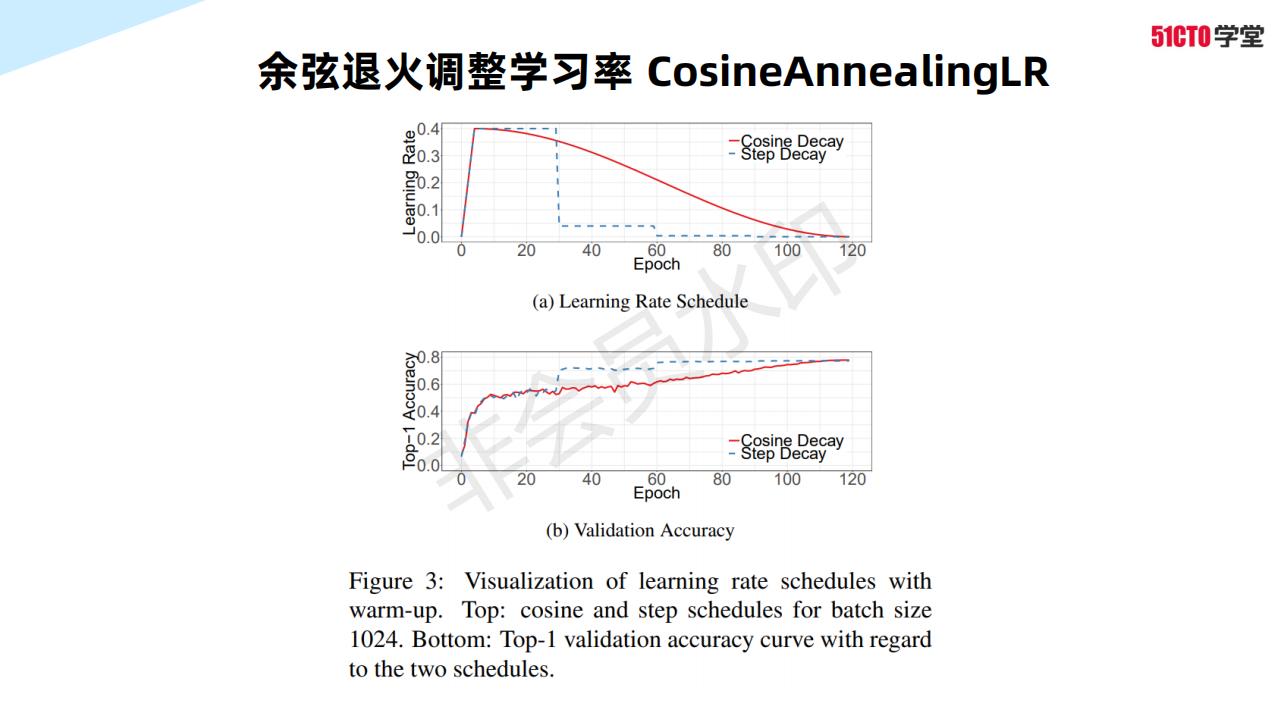 51CTO学堂
余弦退火调整学习率 CosineAnnealingLR
Learning Rate
0.4
0.3
0.2
0.1
0.0
Cosine Decay
Step Decay
0 20 40 60 80 100 120
Epoch
(a) Learning Rate Schedule
Top-1 Accuracy
0.8
0.6
0.4
0.2
0.0
Cosine Decay
Step Decay
0 20 40 60 80 100 120
Epoch
(b) Validation Accuracy
Figure 3: Visualization of learning rate schedules with
warm-up. Top: cosine and step schedules for batch size
1024. Bottom: Top-1 validation accuracy curve with regard
to the two schedules.
非会员水印